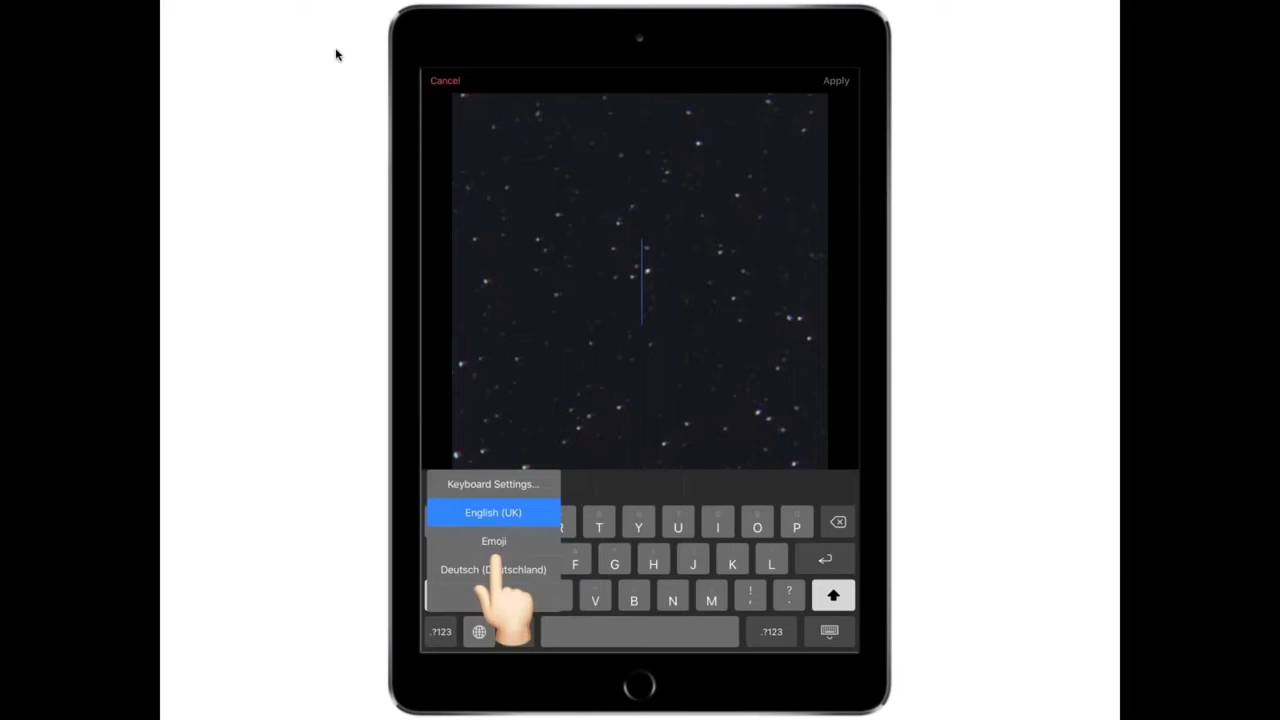 Cancel
Apply
Keyboard Settings...
English (UK)
Emoji
Deutsch (Deutschland)
R T Y U I O P
F G H J K L
V B N M ! , ? .
.?123
.?123